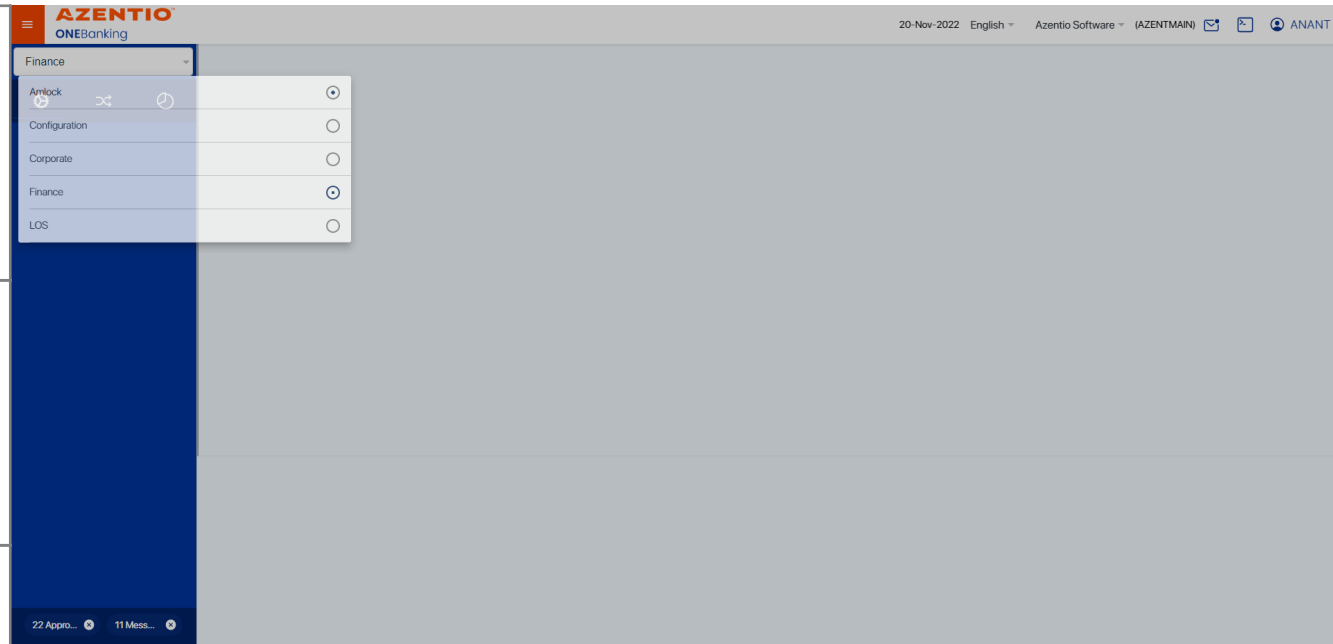 AZENTIO™
ONEBanking
20-Nov-2022 English Azentio Software (AZENTMAIN) ANANT
Finance
Amlock
Configuration
Corporate
Finance
LOS
22 Appro... 11 Mess...